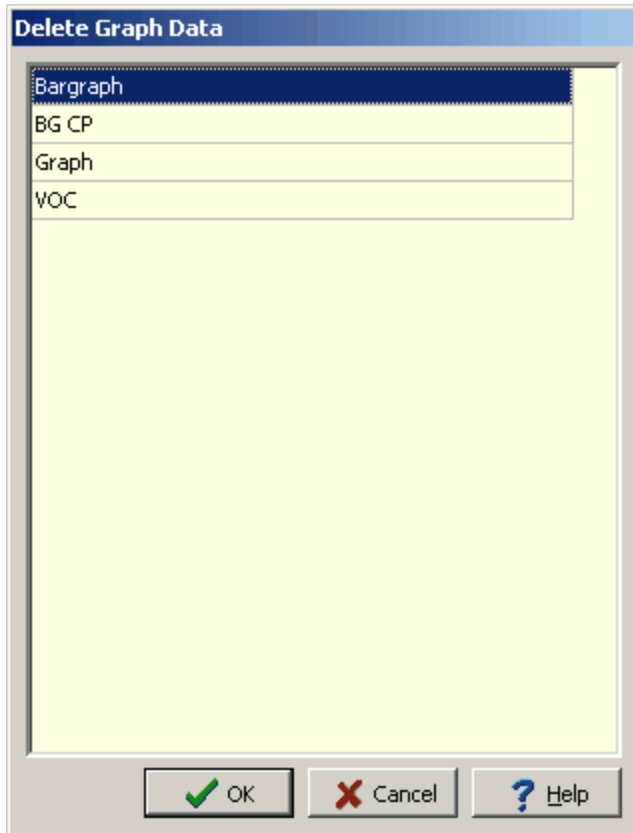 Delete Graph Data
Bargraph
BG CP
Graph
VOC
OK Cancel Help